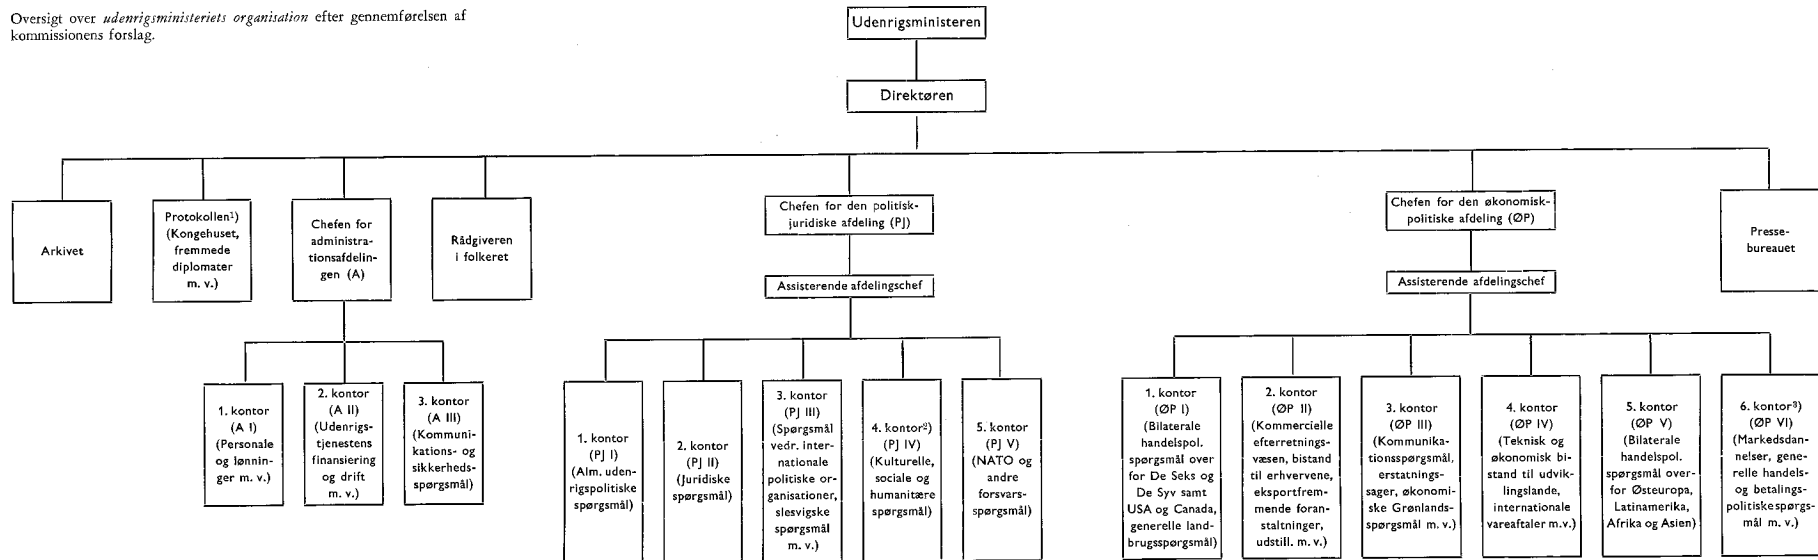 Oversigt over udenrigsministeriets organisation efter gennemførelsen af
kommissionens forslag.
Udenrigsministeren
Direktøren
Arkivet
Protokollen¹)
(Kongehuset,
fremmede
diplomater
m. v.)
Chefen for
administra-
tionsafdelin-
gen (A)
Rådgiveren
i folkeret
Chefen for den politisk-
juridiske afdeling (PJ)
Assisterende afdelingschef
Chefen for den økonomisk-
politiske afdeling (ØP)
Assisterende afdelingschef
Presse-
bureauet
1. kontor
(A I)
(Personale
og lønnin-
ger m. v.)
2. kontor
(A II)
(Udenrigs-
tjenestens
finansiering
og drift
m. v.)
3. kontor
(A III)
(Kommuni-
kations- og
sikkerheds-
spørgsmål)
1. kontor
(PJ I)
(Alm. uden-
rigspolitiske
spørgsmål)
2. kontor
(PJ II)
(Juridiske
spørgsmål)
3. kontor
(PJ III)
(Spørgsmål
vedr. inter-
nationale
politiske or-
ganisationer,
slesvigske
spørgsmål
m. v.)
4. kontor²)
(PJ IV)
(Kulturelle,
sociale og
humanitære
spørgsmål)
5. kontor
(PJ V)
(NATO og
andre
forsvars-
spørgsmål)
1. kontor
(ØP I)
(Bilaterale
handelspol.
spørgsmål over
for De Seks og
De Syv samt
USA og Canada,
generelle land-
brugsspørgsmål)
2. kontor
(ØP II)
(Kommercielle
efterretnings-
væsen, bistand
til erhvervene,
eksportfrem-
mende foran-
staltninger,
udstill. m. v.)
3. kontor
(ØP III)
(Kommunika-
tionsspørgsmål,
erstatnings-
sager, økonomi-
ske Grønlands-
spørgsmål m. v.)
4. kontor
(ØP IV)
(Teknisk og
økonomisk bi-
stand til udvik-
lingslande,
internationale
vareaftaler m.v.)
5. kontor
(ØP V)
(Bilaterale
handelspol.
spørgsmål over-
for Østeuropa,
Latinamerika,
Afrika og Asien)
6. kontor³)
(ØP VI)
(Markedsdan-
nelser, gene-
relle handels-
og betalings-
politiske spørgs-
mål m. v.)